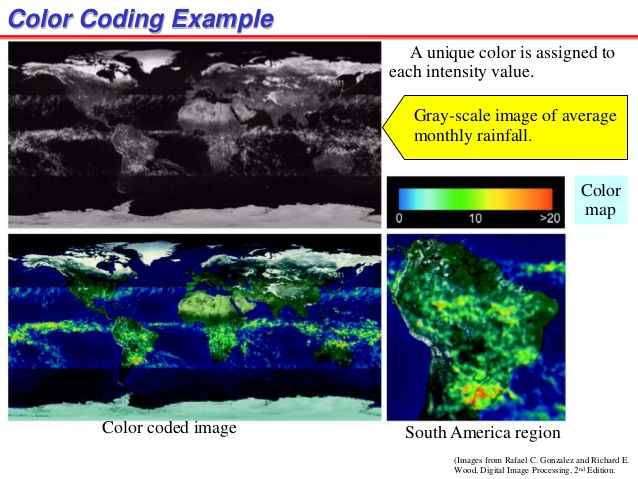 Color Coding Example
A unique color is assigned to
each intensity value.
Gray-scale image of average
monthly rainfall.
Color
map
0 10 >20
Color coded image
South America region
(Images from Rafael C. Gonzalez and Richard E.
Wood, Digital Image Processing, 2nd Edition.